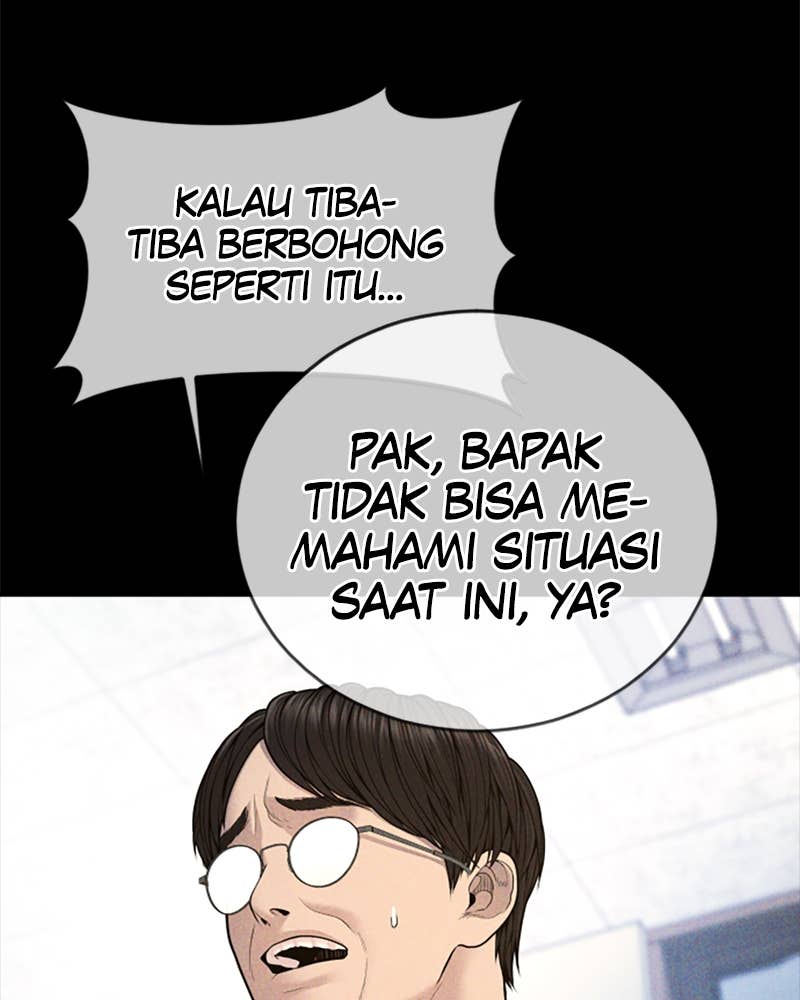 KALAU TIBA-
TIBA BERBOHONG
SEPERTI ITU...
PAK, BAPAK
TIDAK BISA ME-
MAHAMI SITUASI
SAAT INI, YA?